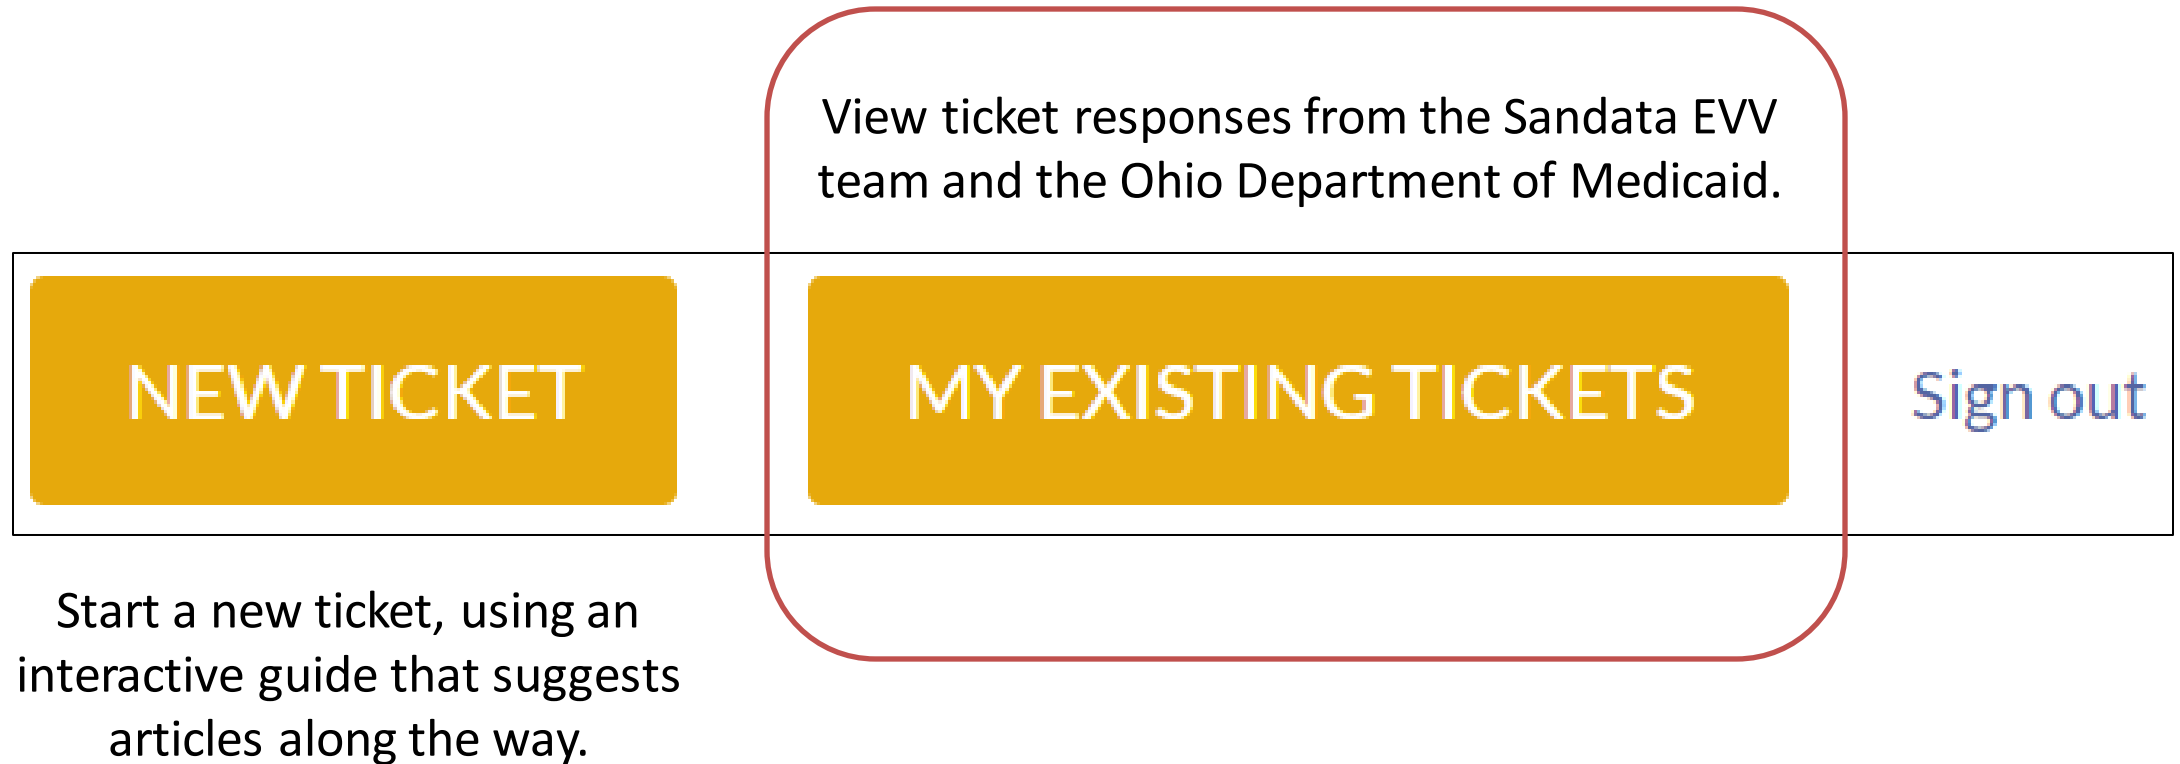 View ticket responses from the Sandata EVV
team and the Ohio Department of Medicaid.
NEW TICKET
MY EXISTING TICKETS
Sign out
Start a new ticket, using an
interactive guide that suggests
articles along the way.